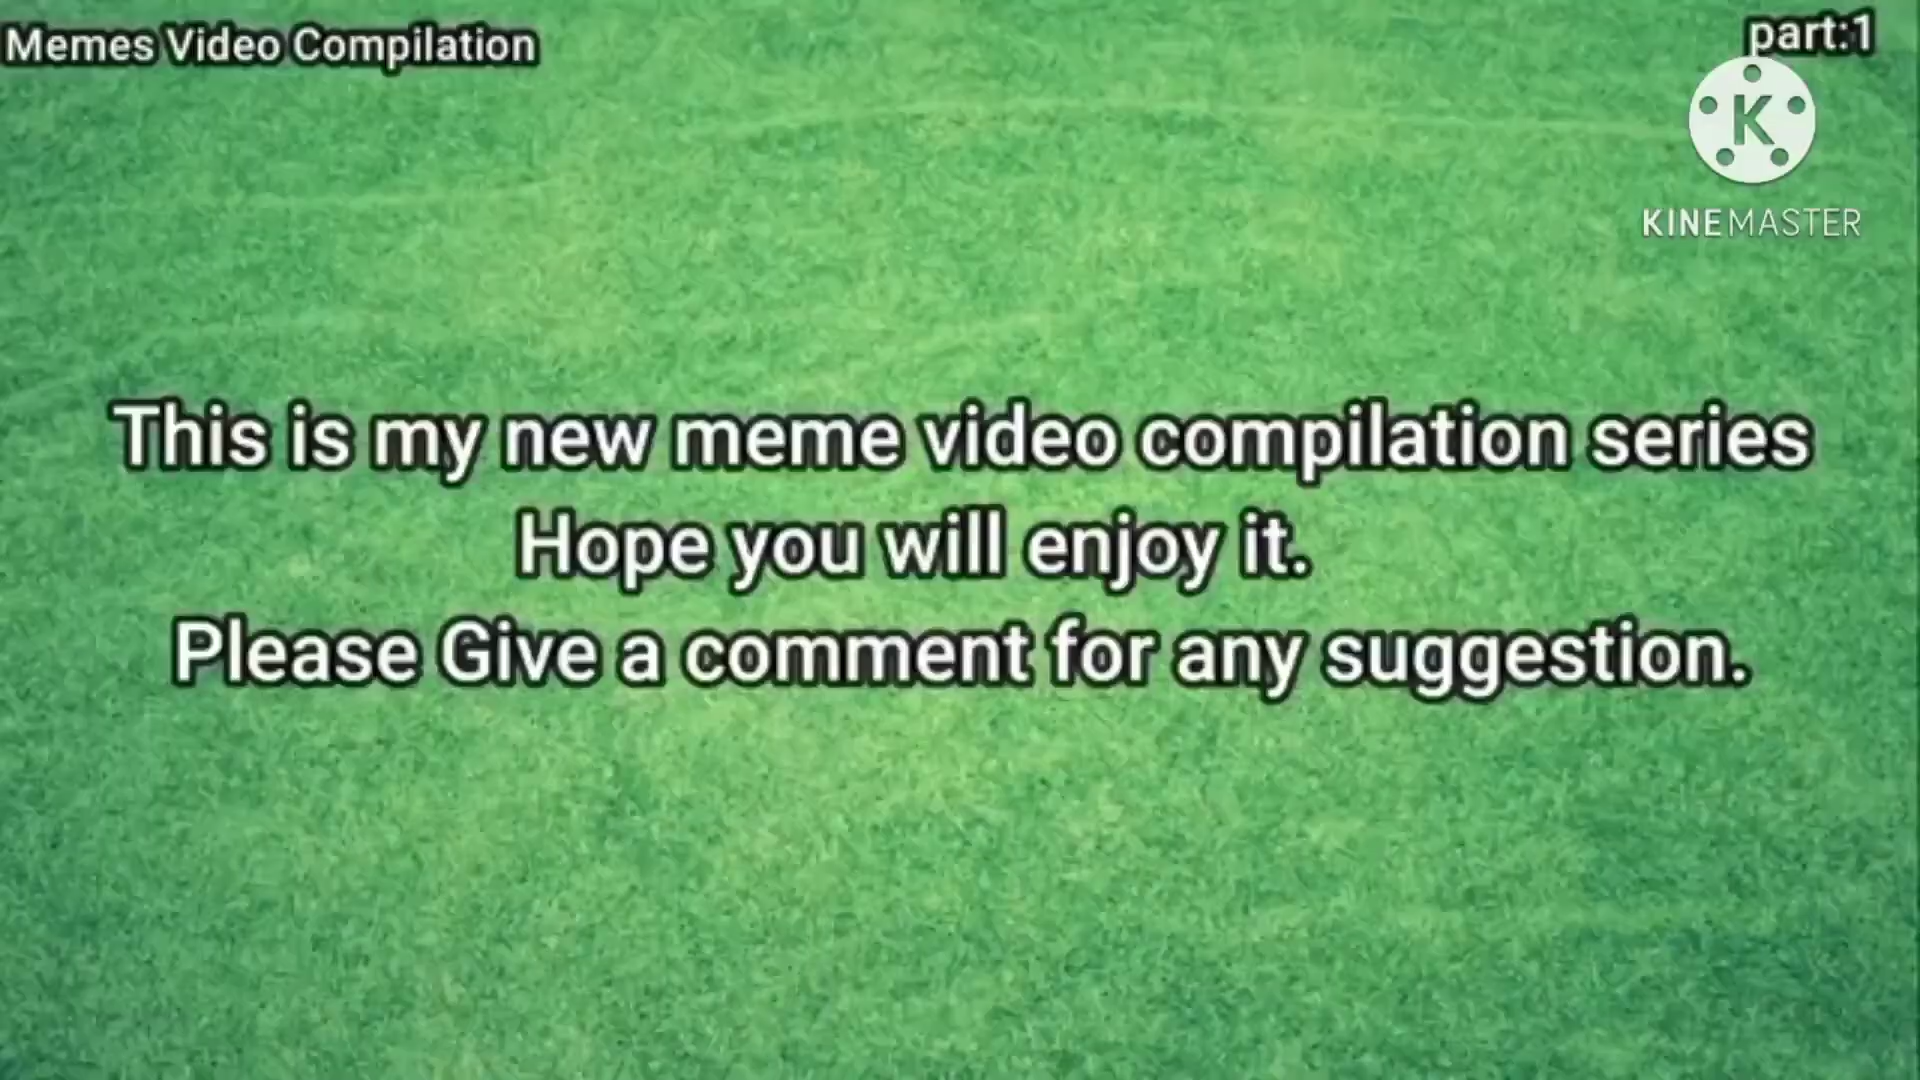 Memes Video Compilation
part:1
K
KINEMASTER
This is my new meme video compilation series
Hope you will enjoy it.
Please Give a comment for any suggestion.